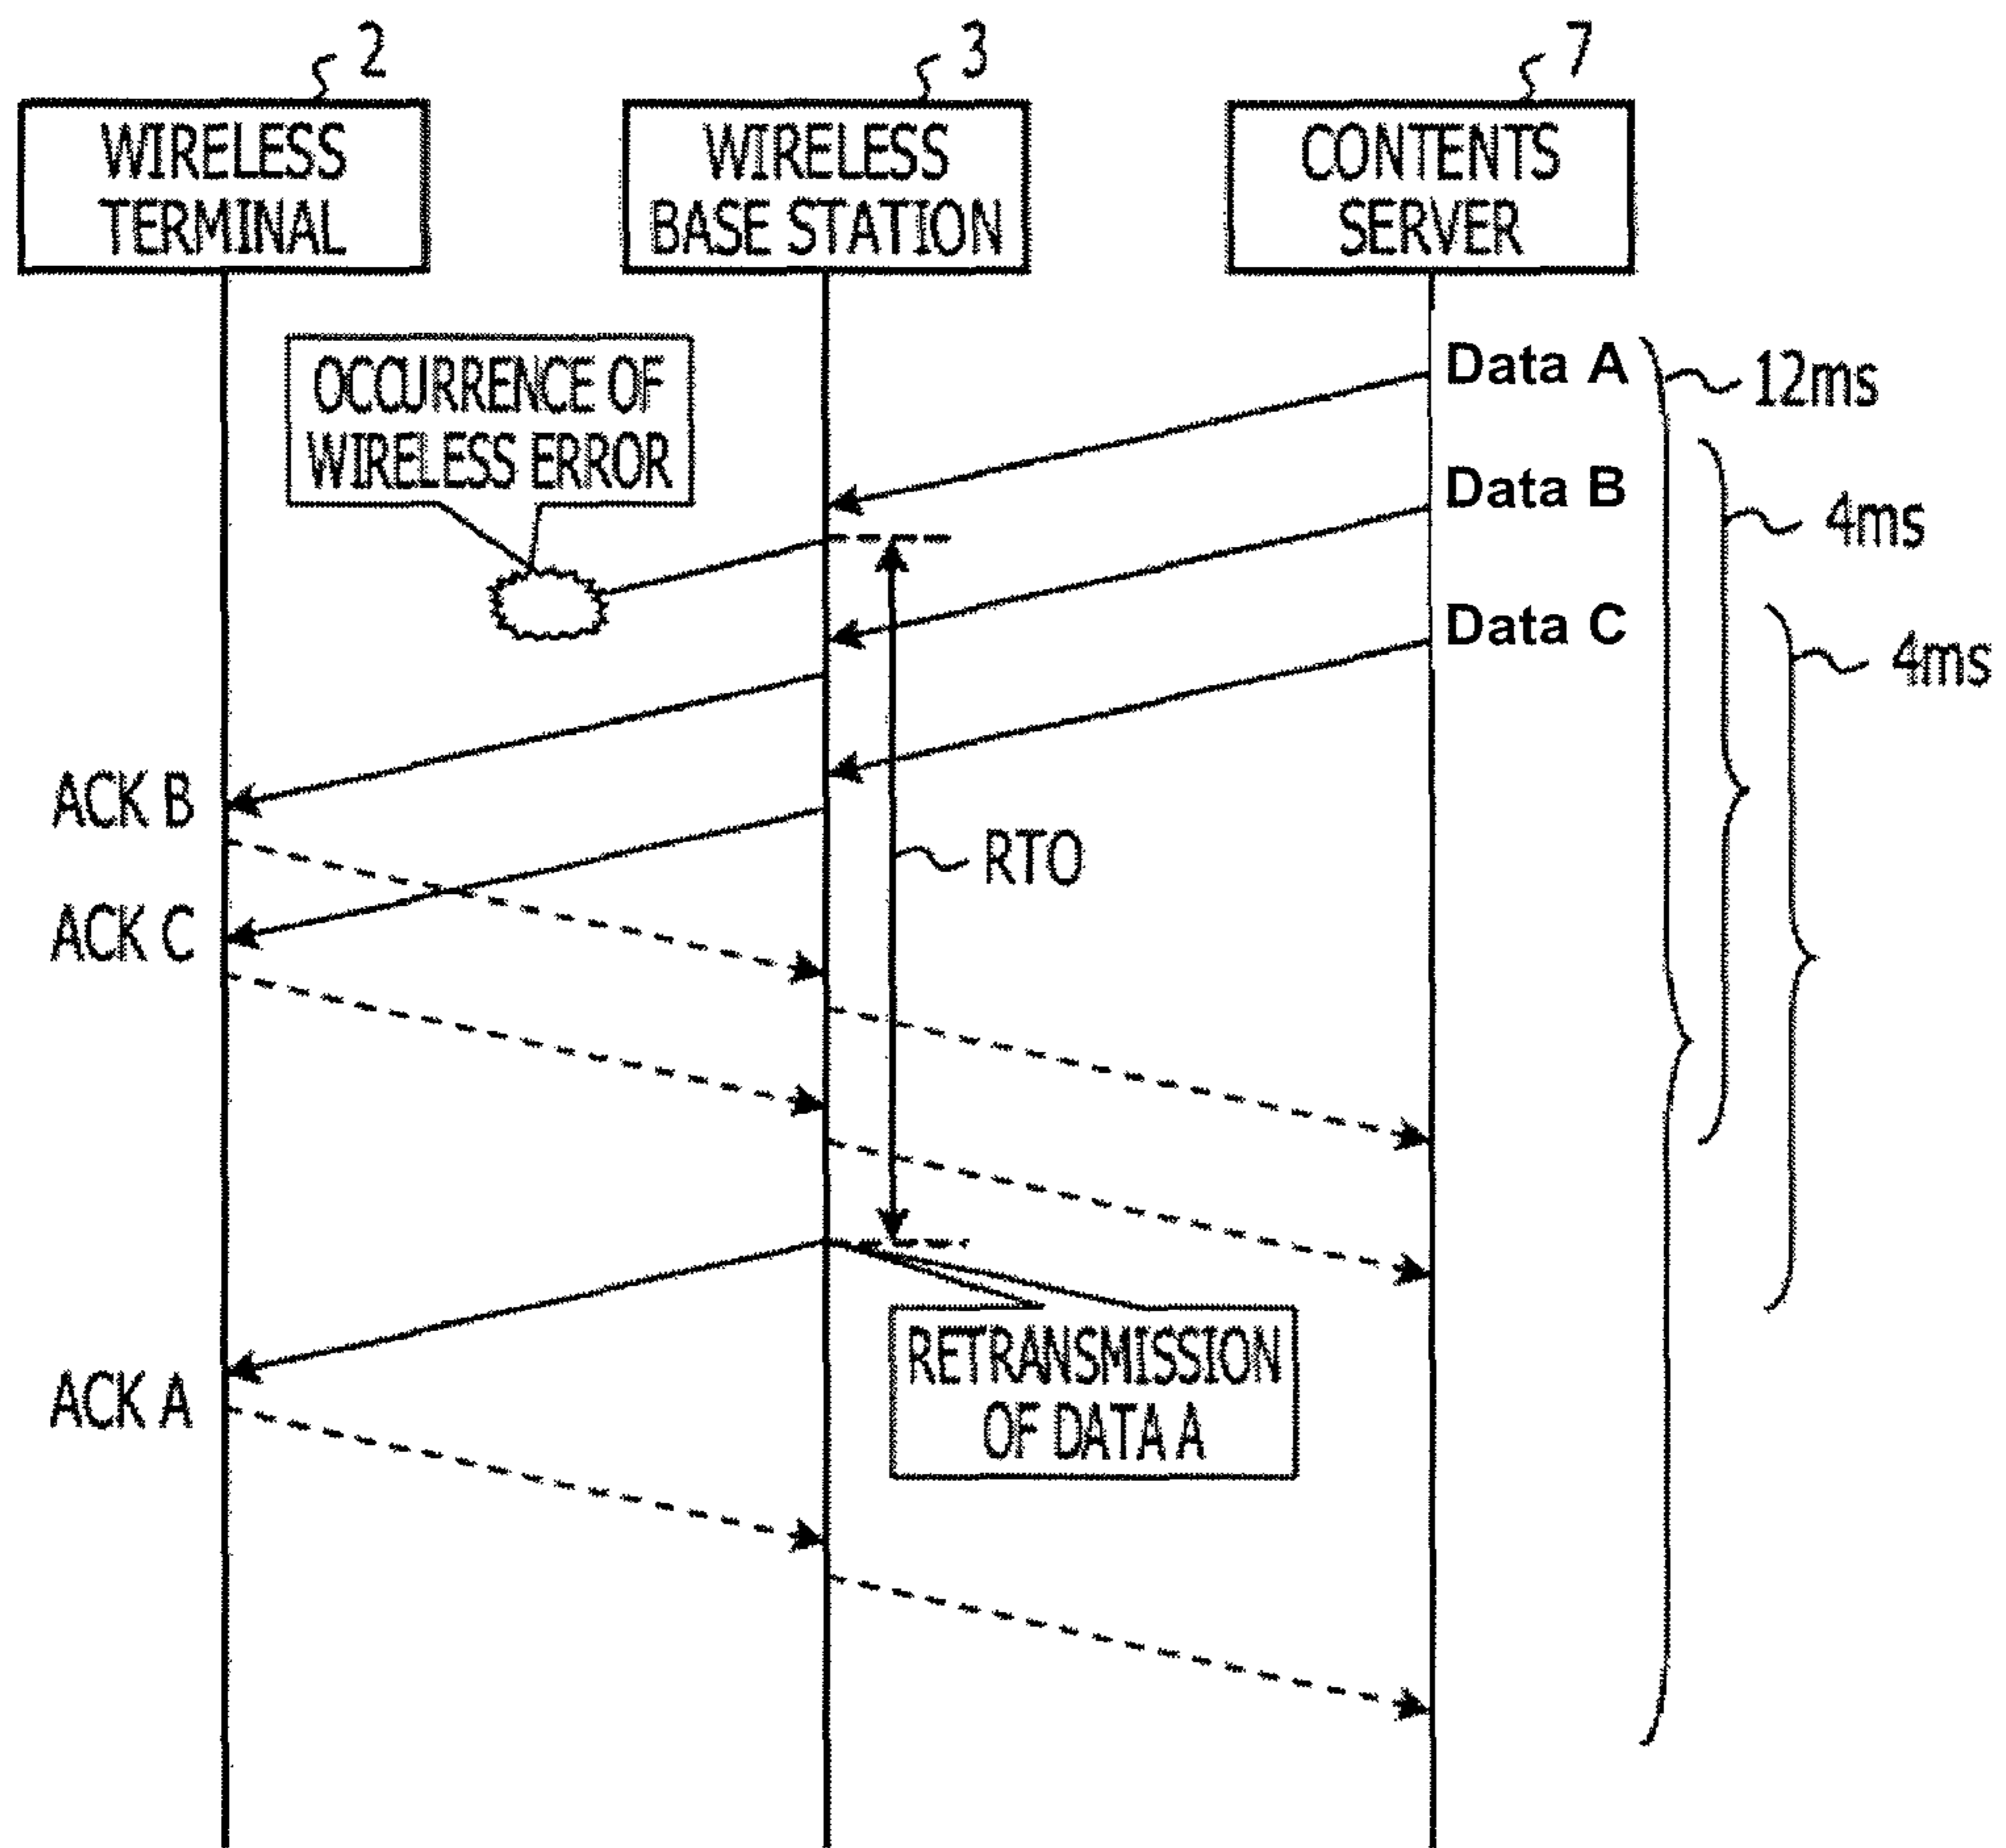 2
3
7
WIRELESS
TERMINAL
WIRELESS
BASE STATION
CONTENTS
SERVER
OCCURRENCE OF
WIRELESS ERROR
Data A
12ms
Data B
4ms
Data C
4ms
ACK B
RTO
ACK C
RETRANSMISSION
OF DATA A
ACK A